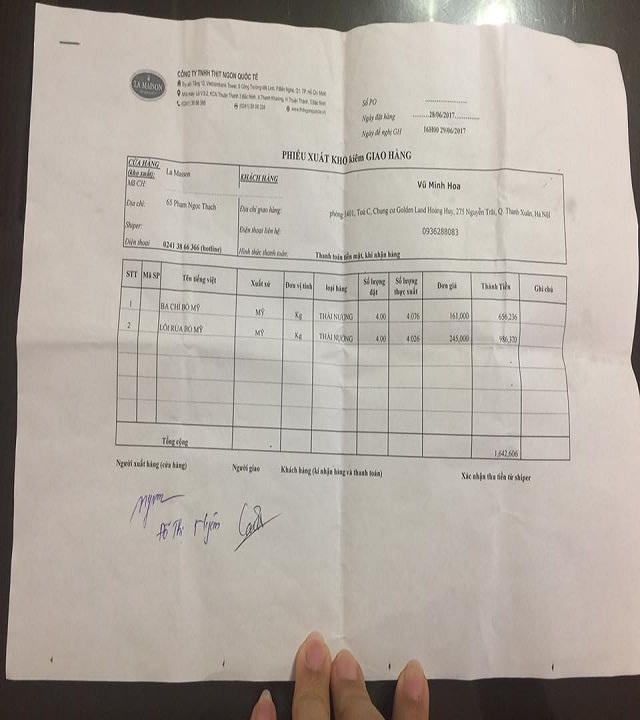 LA MAISON
CÔNG TY TNHH THỊT NGON QUỐC TẾ
Số PO
Ngày đặt hàng 28/06/2017
Ngày đề nghị GH 16H00 29/06/2017
PHIẾU XUẤT KHO kiêm GIAO HÀNG
CỬA HÀNG (kho xuất): La Maison KHÁCH HÀNG Vũ Minh Hoa
Mã CH:
Địa chỉ: 65 Phạm Ngọc Thạch Địa chỉ giao hàng: phòng 1401, Toà C, Chung cư Golden Land Hoàng Huy, 275 Nguyễn Trãi, Q. Thanh Xuân, Hà Nội
Shiper: Điện thoại liên hệ: 0936288083
Điện thoại 0241 38 66 366 (hotline) Hình thức thanh toán: Thanh toán tiền mặt, khi nhận hàng
STT Mã SP Tên tiếng việt Xuất xứ Đơn vị tính loại hàng Số lượng đặt Số lượng thực xuất Đơn giá Thành Tiền Ghi chú
1 BA CHỈ BÒ MỸ MỸ Kg THÁI NƯỚNG 4.00 4.076 161,000 656,236
2 LÕI RÙA BÒ MỸ MỸ Kg THÁI NƯỚNG 4.00 4.026 245,000 986,370
Tổng cộng 1,642,606
Người xuất hàng (cửa hàng) Người giao Khách hàng (kí nhận hàng và thanh toán) Xác nhận thu tiền từ shiper
Đỗ Thị